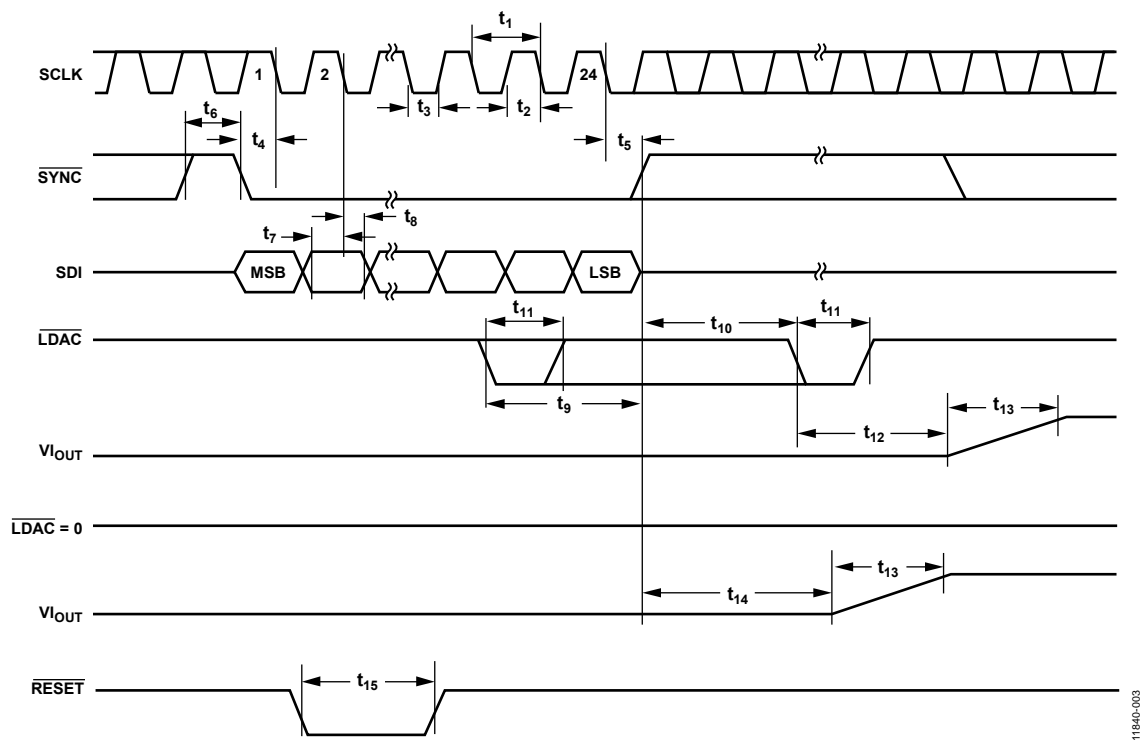 t1
SCLK
1
2
24
t3
t2
t6
t4
t5
SYNC
t8
t7
SDI
MSB
LSB
t11
t10
t11
LDAC
t9
t13
t12
VIOUT
LDAC = 0
t13
t14
VIOUT
RESET
t15
11840-003